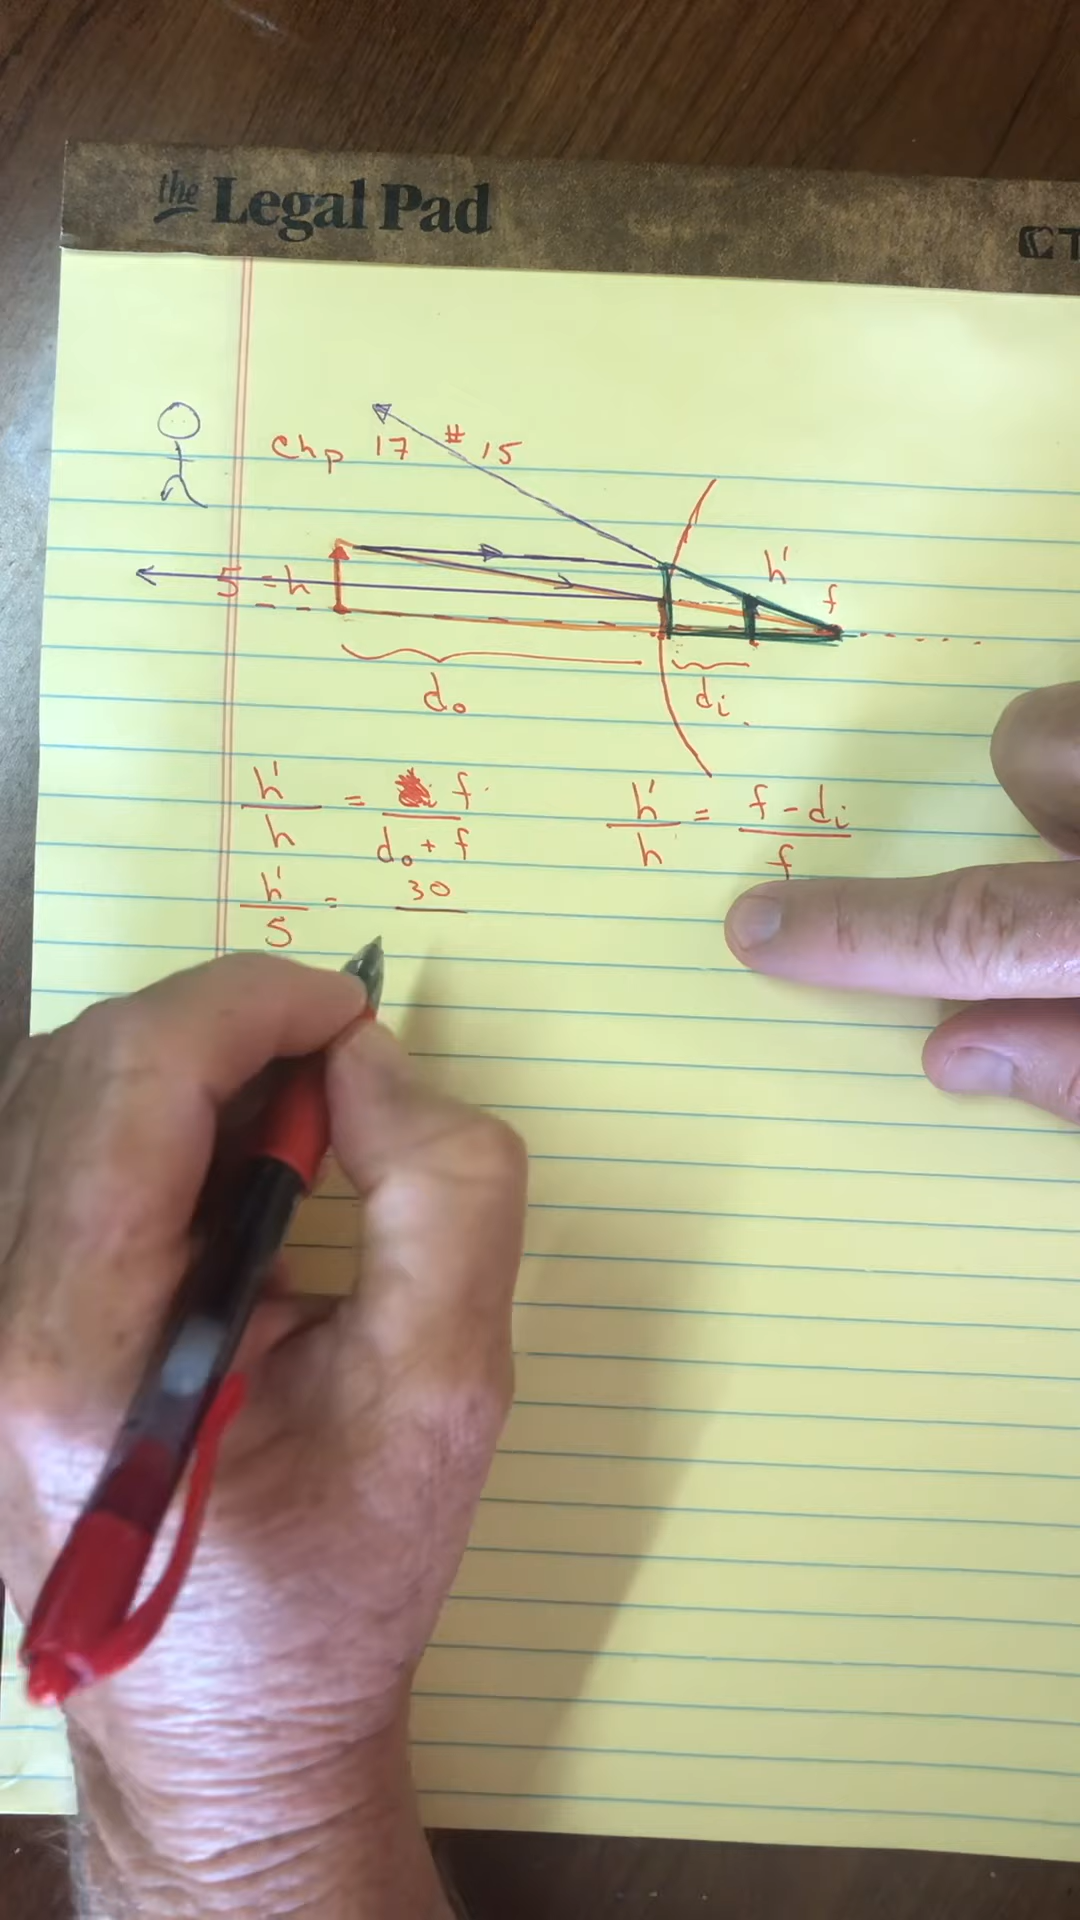 the Legal Pad
Chp 17 # 15
h'
5 = h
f
d₀
dᵢ
h'/h = f/(d₀ + f)
h'/h = (f - dᵢ)/f
h'/5 = 30